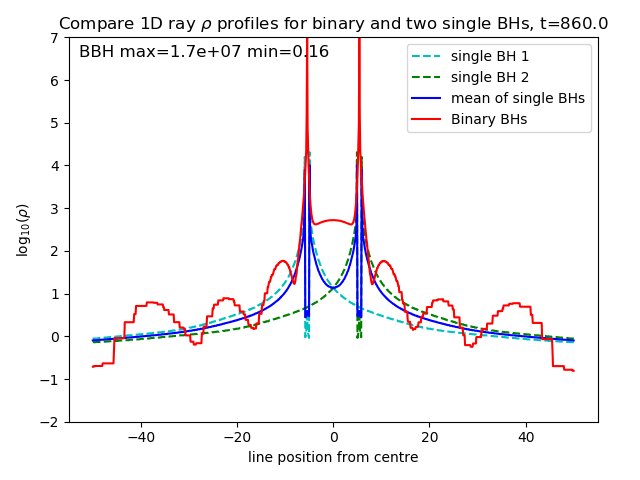 Compare 1D ray ρ profiles for binary and two single BHs, t=860.0
BBH max=1.7e+07 min=0.16
single BH 1
single BH 2
mean of single BHs
Binary BHs
7
6
5
4
3
2
1
0
−1
−2
log₁₀(ρ)
−40 −20 0 20 40
line position from centre